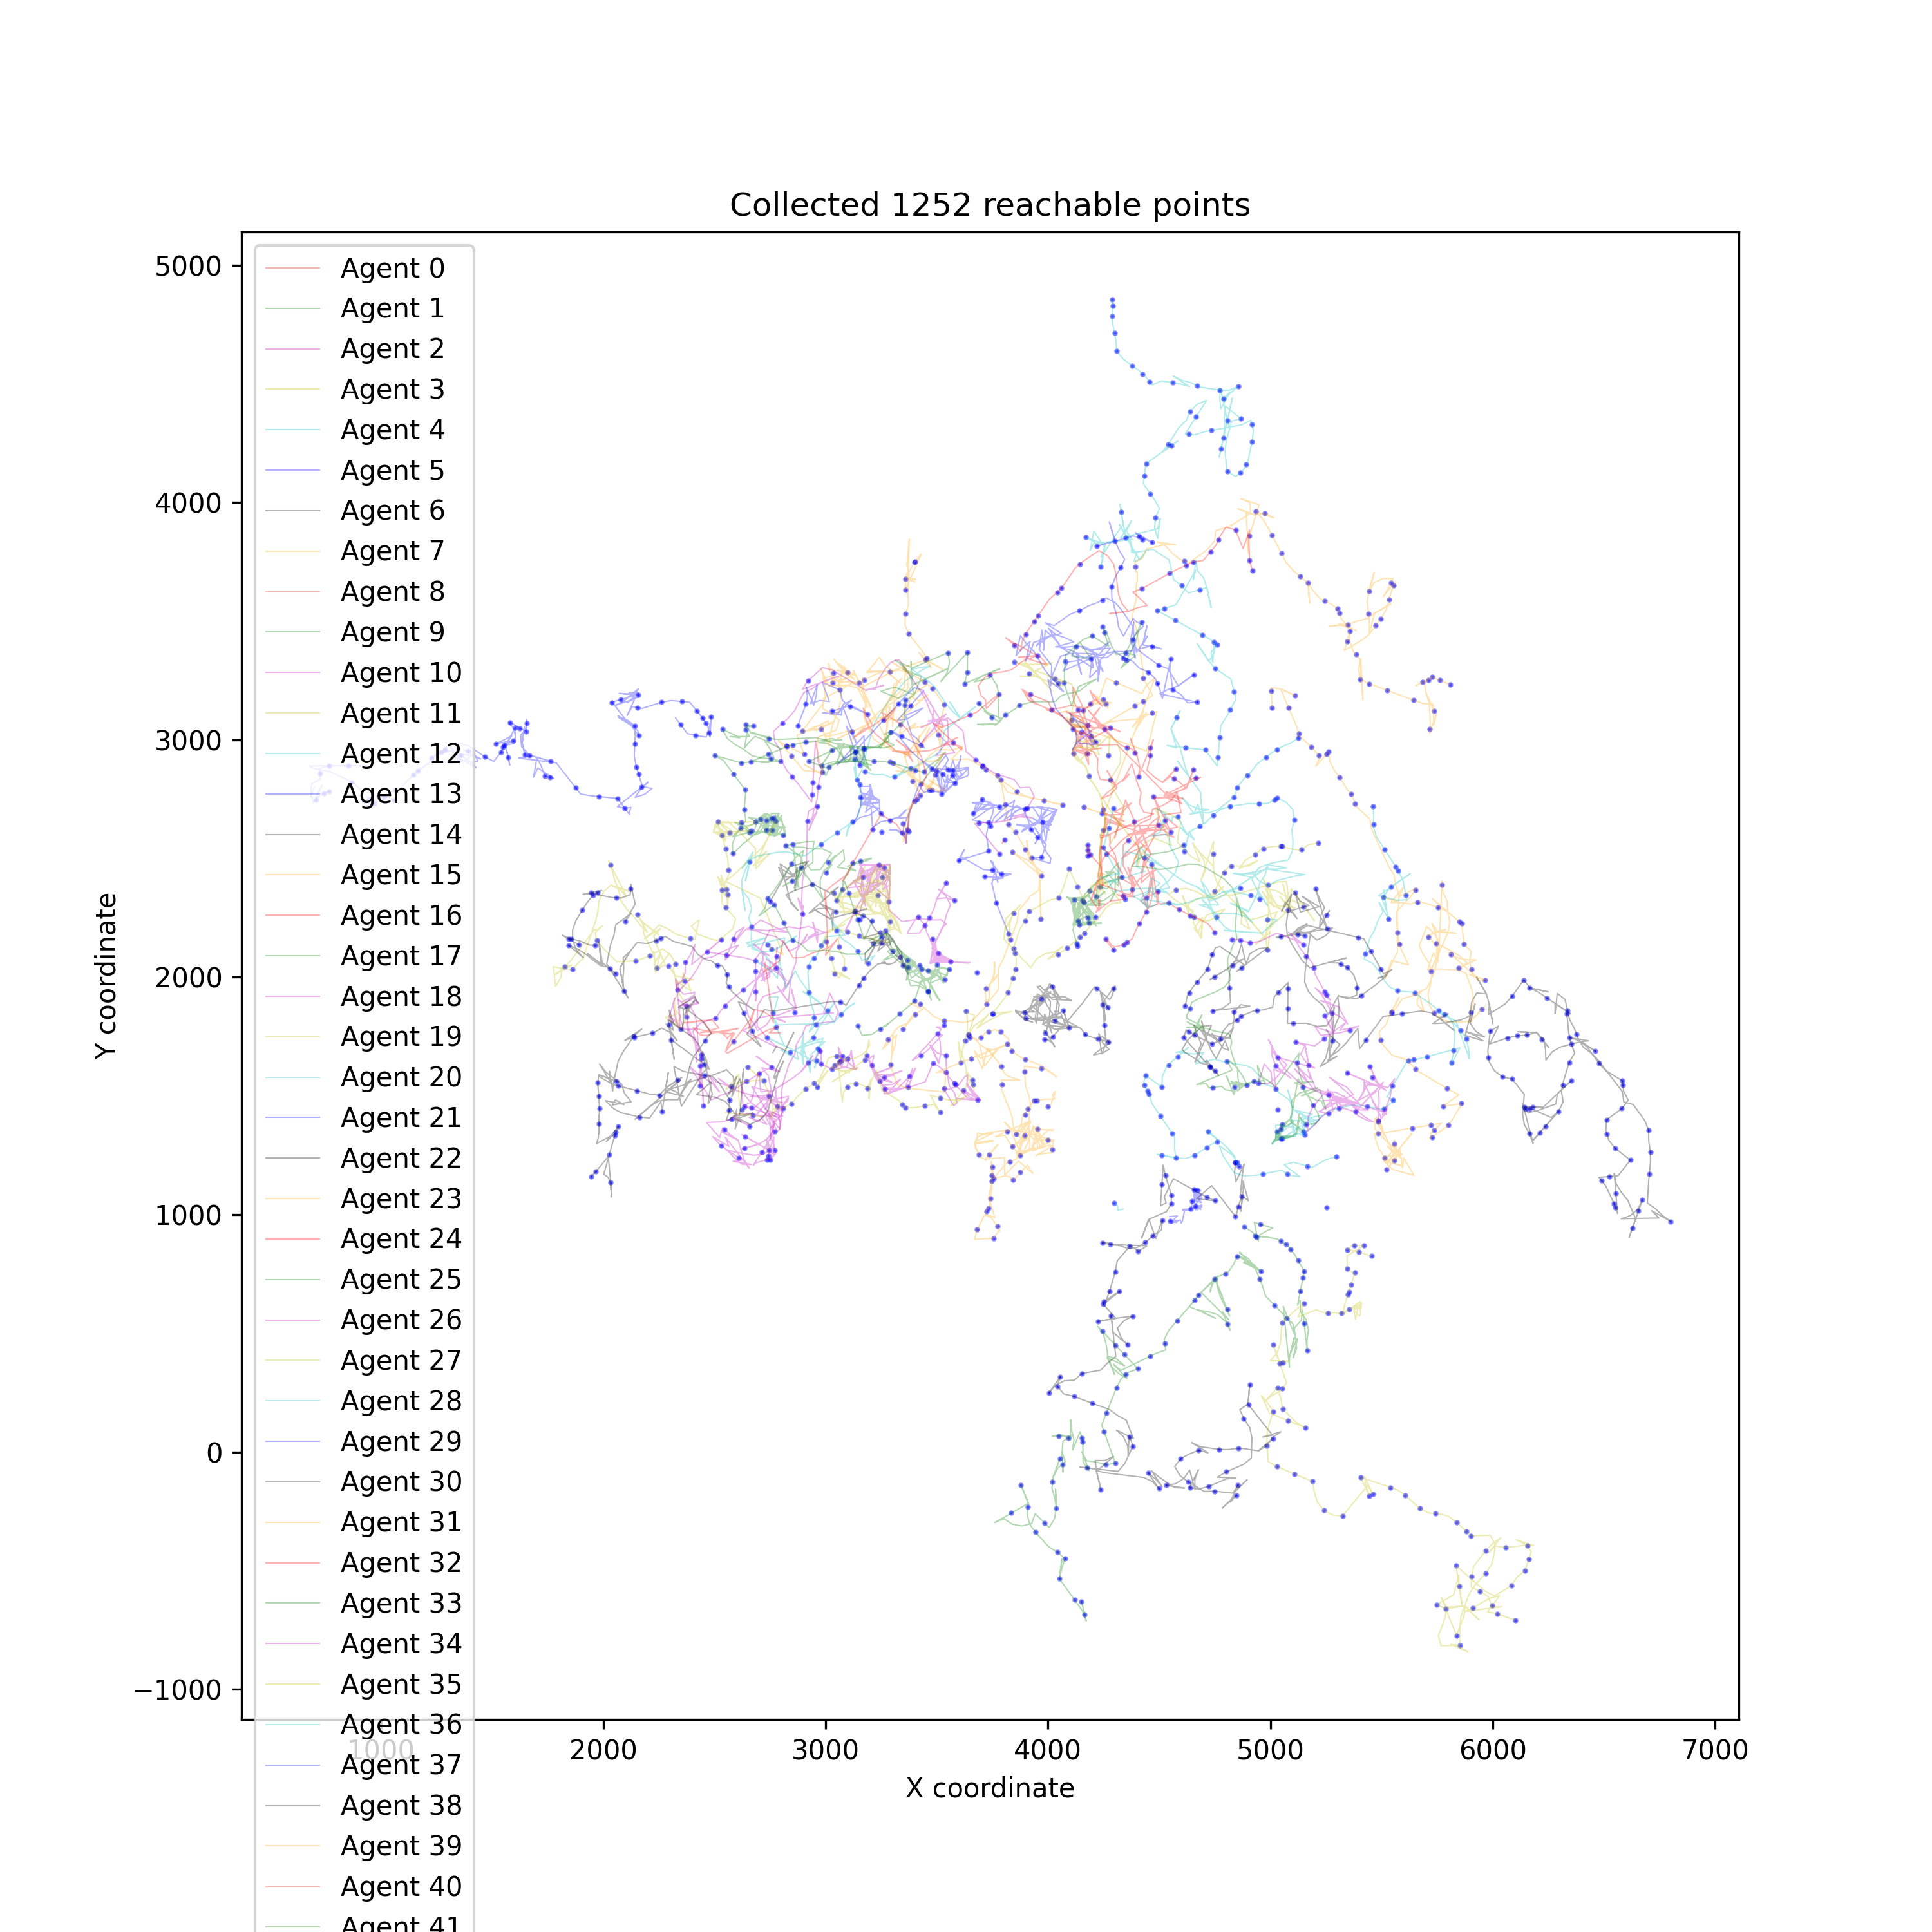 Collected 1252 reachable points
5000
4000
3000
2000
1000
0
−1000
Y coordinate
Agent 0
Agent 1
Agent 2
Agent 3
Agent 4
Agent 5
Agent 6
Agent 7
Agent 8
Agent 9
Agent 10
Agent 11
Agent 12
Agent 13
Agent 14
Agent 15
Agent 16
Agent 17
Agent 18
Agent 19
Agent 20
Agent 21
Agent 22
Agent 23
Agent 24
Agent 25
Agent 26
Agent 27
Agent 28
Agent 29
Agent 30
Agent 31
Agent 32
Agent 33
Agent 34
Agent 35
Agent 36
Agent 37
Agent 38
Agent 39
Agent 40
Agent 41
1000 2000 3000 4000 5000 6000 7000
X coordinate